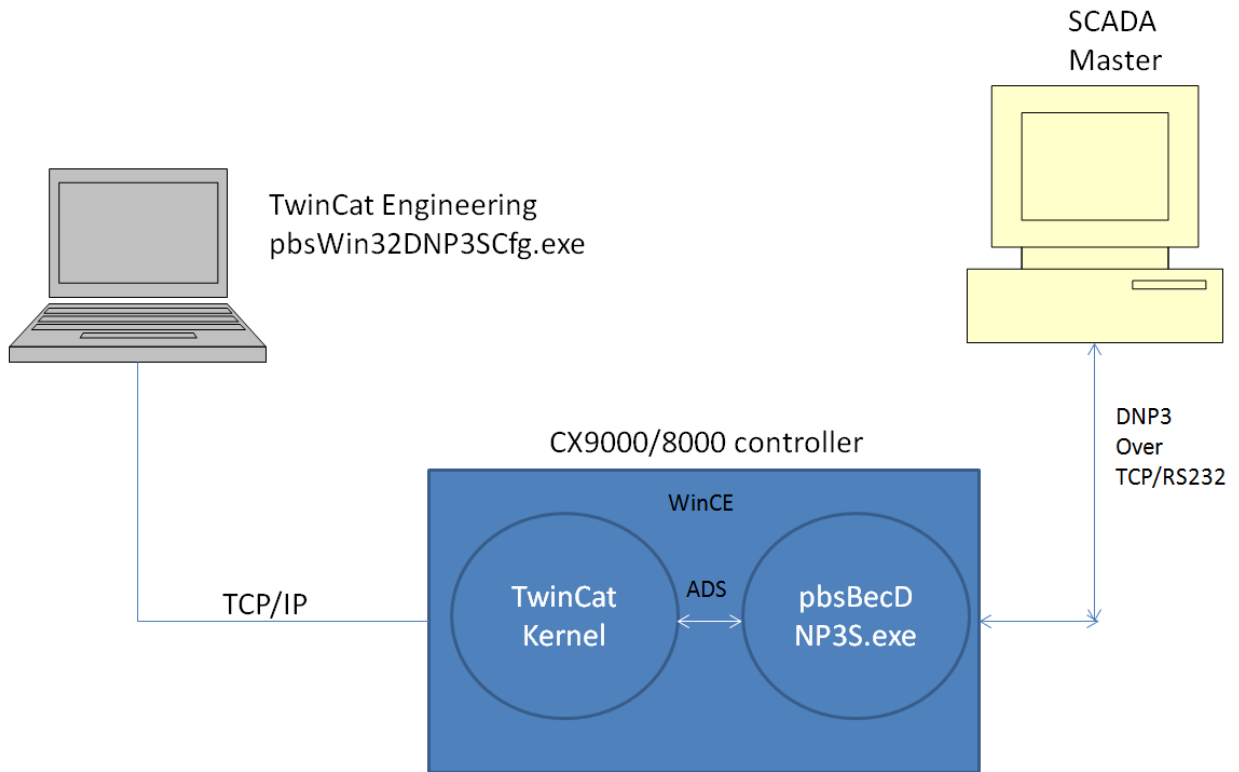 SCADA
Master
TwinCat Engineering
pbsWin32DNP3SCfg.exe
DNP3
Over
TCP/RS232
CX9000/8000 controller
WinCE
TCP/IP
TwinCat
Kernel
ADS
pbsBecD
NP3S.exe